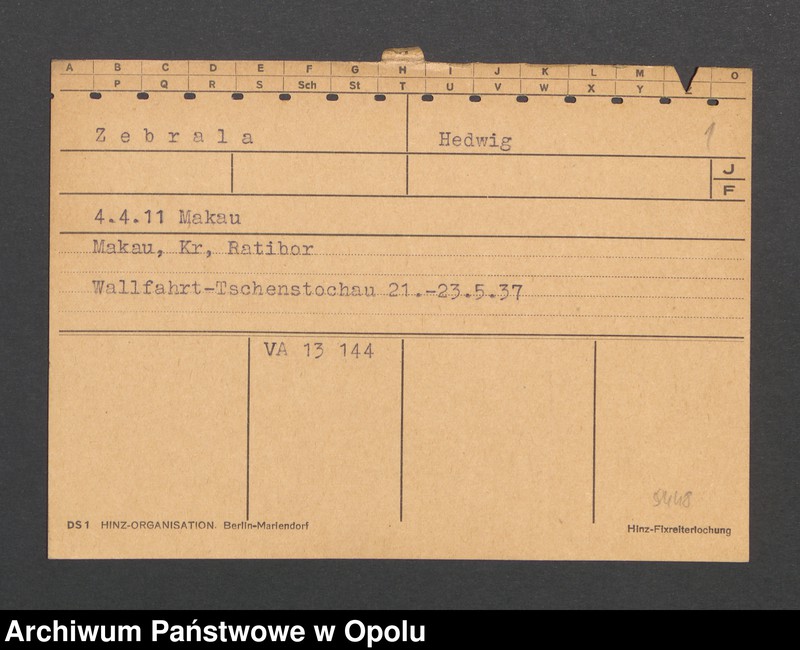 A B C D E F G H I J K L M O
P Q R S Sch St T U V W X Y Z
Zebrala Hedwig 1
J
F
4.4.11 Makau
Makau, Kr, Ratibor
Wallfahrt-Tschenstochau 21.-23.5.37
VA 13 144
5448
DS1 HINZ-ORGANISATION. Berlin-Mariendorf Hinz-Fixreiterlochung
Archiwum Państwowe w Opolu